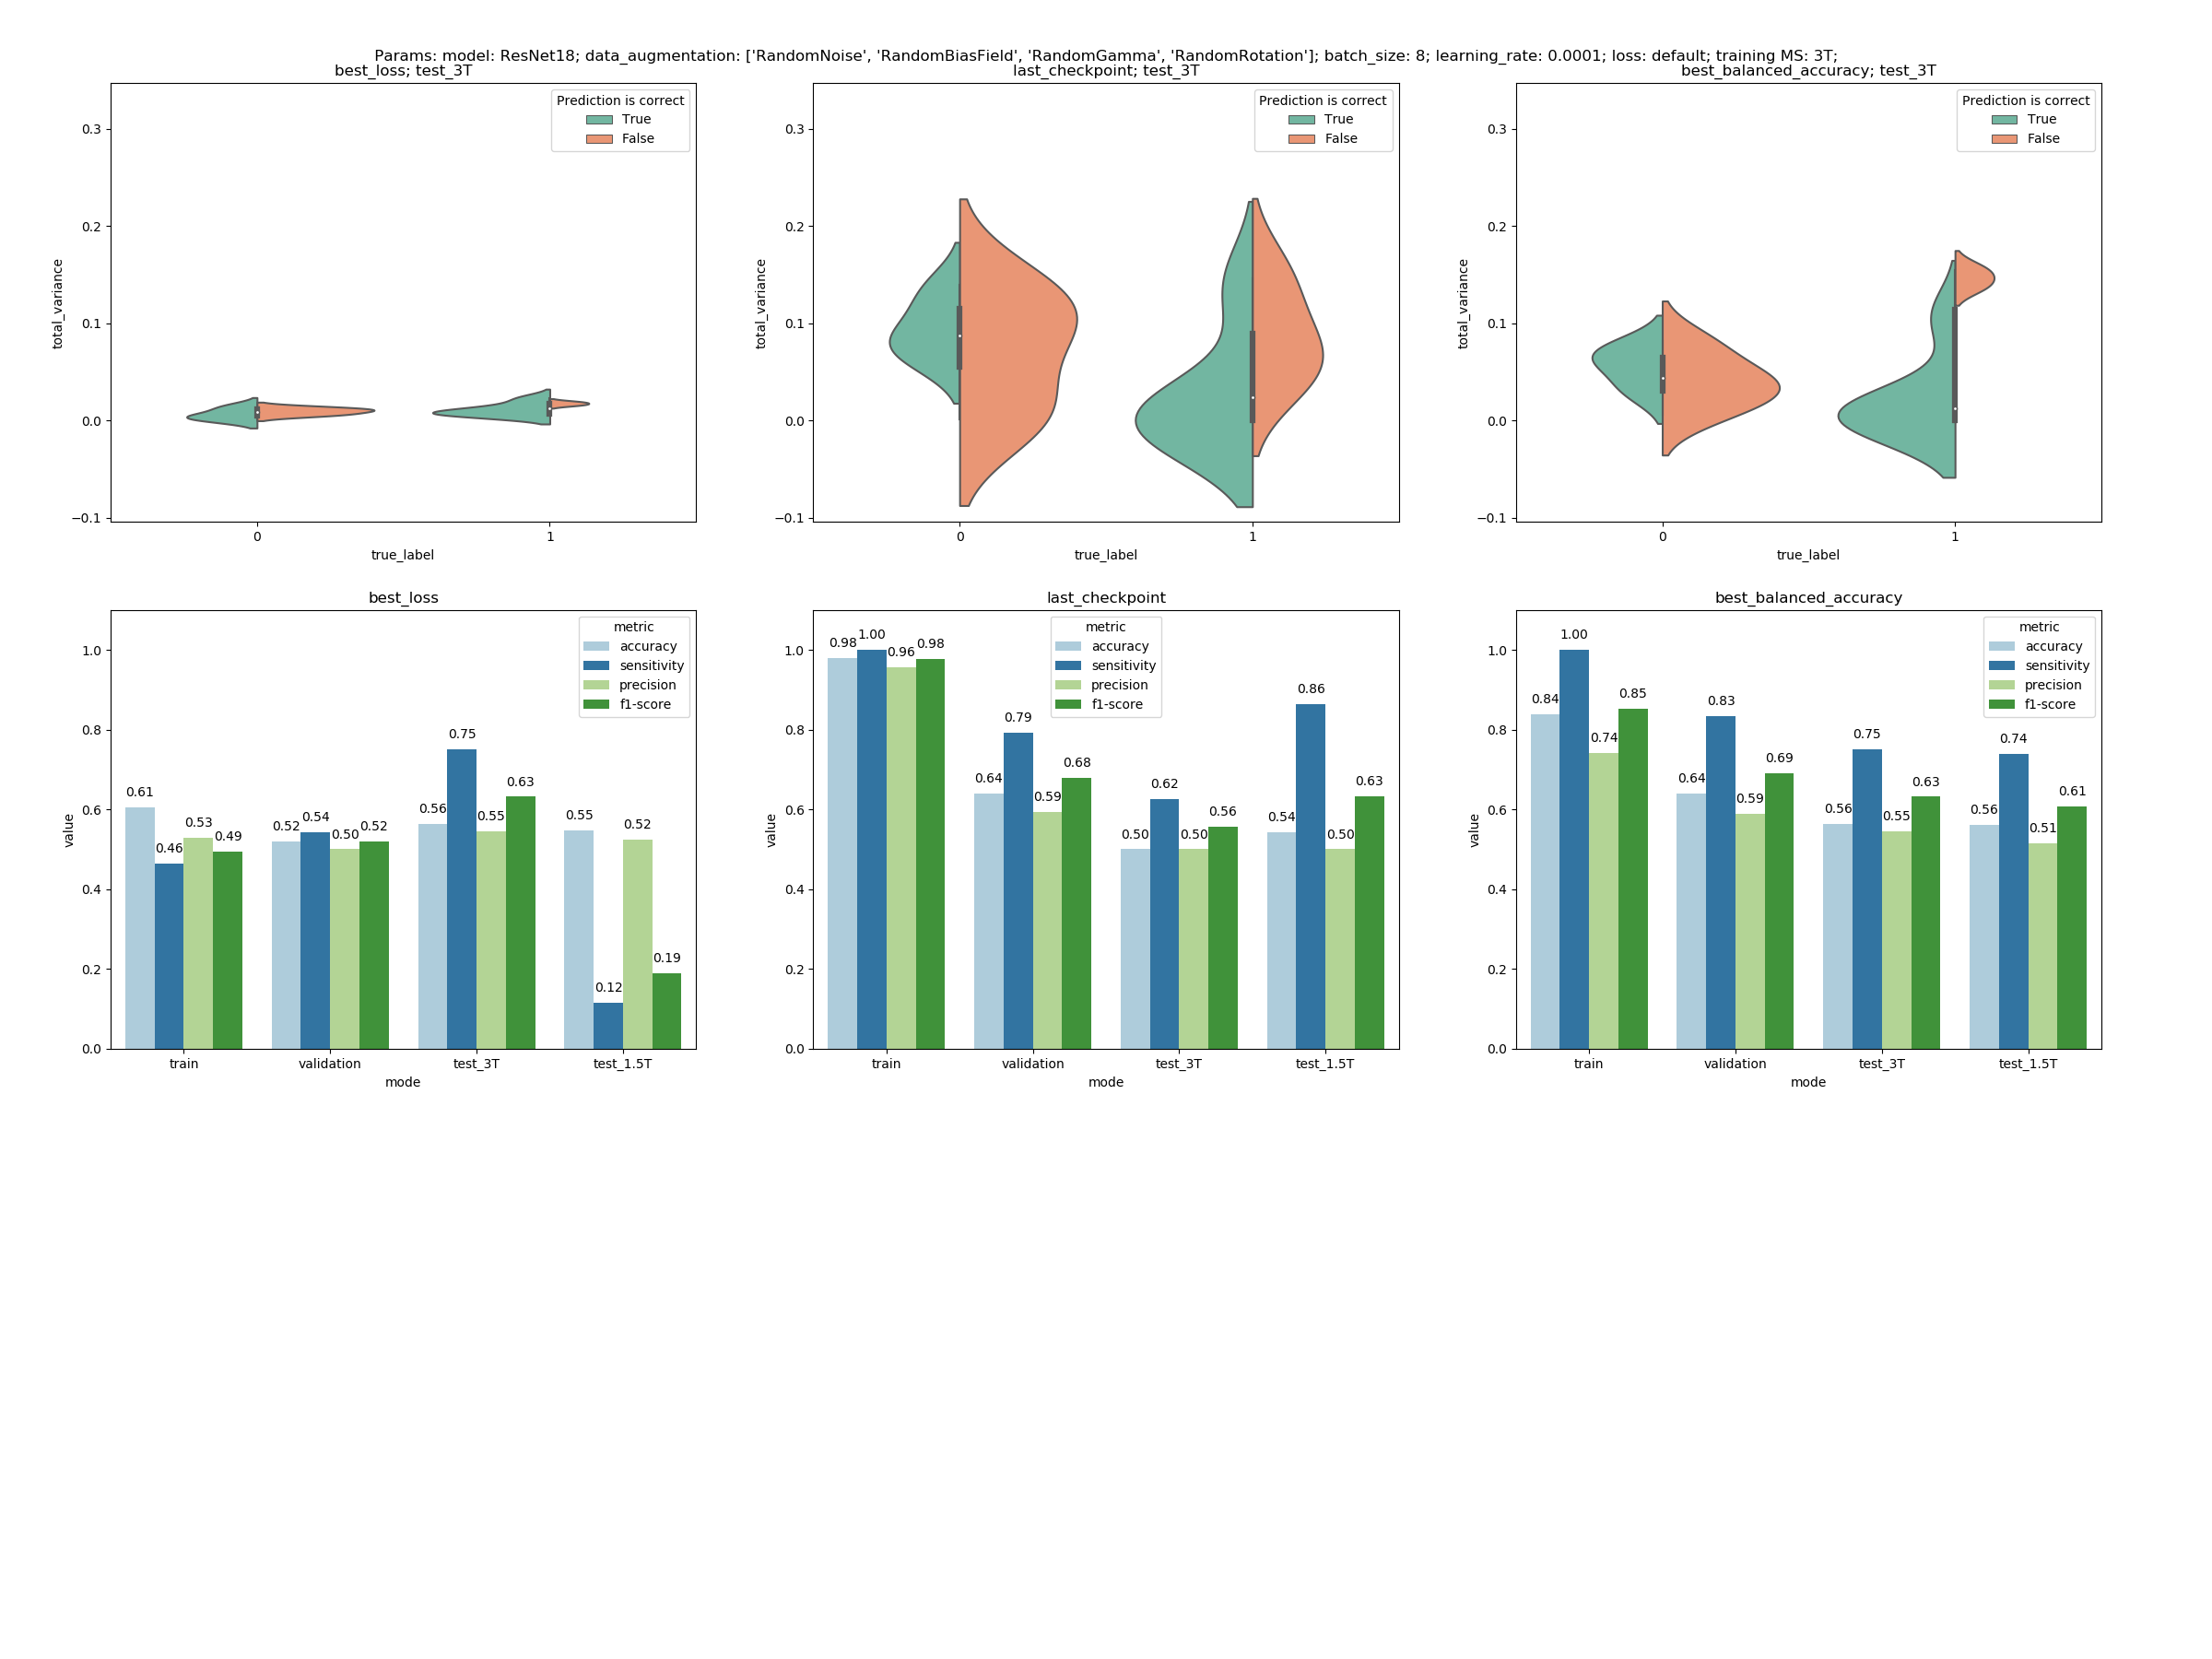 Params: model: ResNet18; data_augmentation: ['RandomNoise', 'RandomBiasField', 'RandomGamma', 'RandomRotation']; batch_size: 8; learning_rate: 0.0001; loss: default; training MS: 3T;
best_loss; test_3T
Prediction is correct
True
False
0.3
0.2
0.1
0.0
−0.1
total_variance
0
1
true_label
last_checkpoint; test_3T
Prediction is correct
True
False
0.3
0.2
0.1
0.0
−0.1
total_variance
0
1
true_label
best_balanced_accuracy; test_3T
Prediction is correct
True
False
0.3
0.2
0.1
0.0
−0.1
total_variance
0
1
true_label
best_loss
metric
accuracy
sensitivity
precision
f1-score
1.0
0.8
0.6
0.4
0.2
0.0
value
0.61
0.46
0.53
0.49
0.52
0.54
0.50
0.52
0.56
0.75
0.55
0.63
0.55
0.12
0.52
0.19
train
validation
test_3T
test_1.5T
mode
last_checkpoint
metric
accuracy
sensitivity
precision
f1-score
1.0
0.8
0.6
0.4
0.2
0.0
value
0.98
1.00
0.96
0.98
0.64
0.79
0.59
0.68
0.50
0.62
0.50
0.56
0.54
0.86
0.50
0.63
train
validation
test_3T
test_1.5T
mode
best_balanced_accuracy
metric
accuracy
sensitivity
precision
f1-score
1.0
0.8
0.6
0.4
0.2
0.0
value
0.84
1.00
0.74
0.85
0.64
0.83
0.59
0.69
0.56
0.75
0.55
0.63
0.56
0.74
0.51
0.61
train
validation
test_3T
test_1.5T
mode